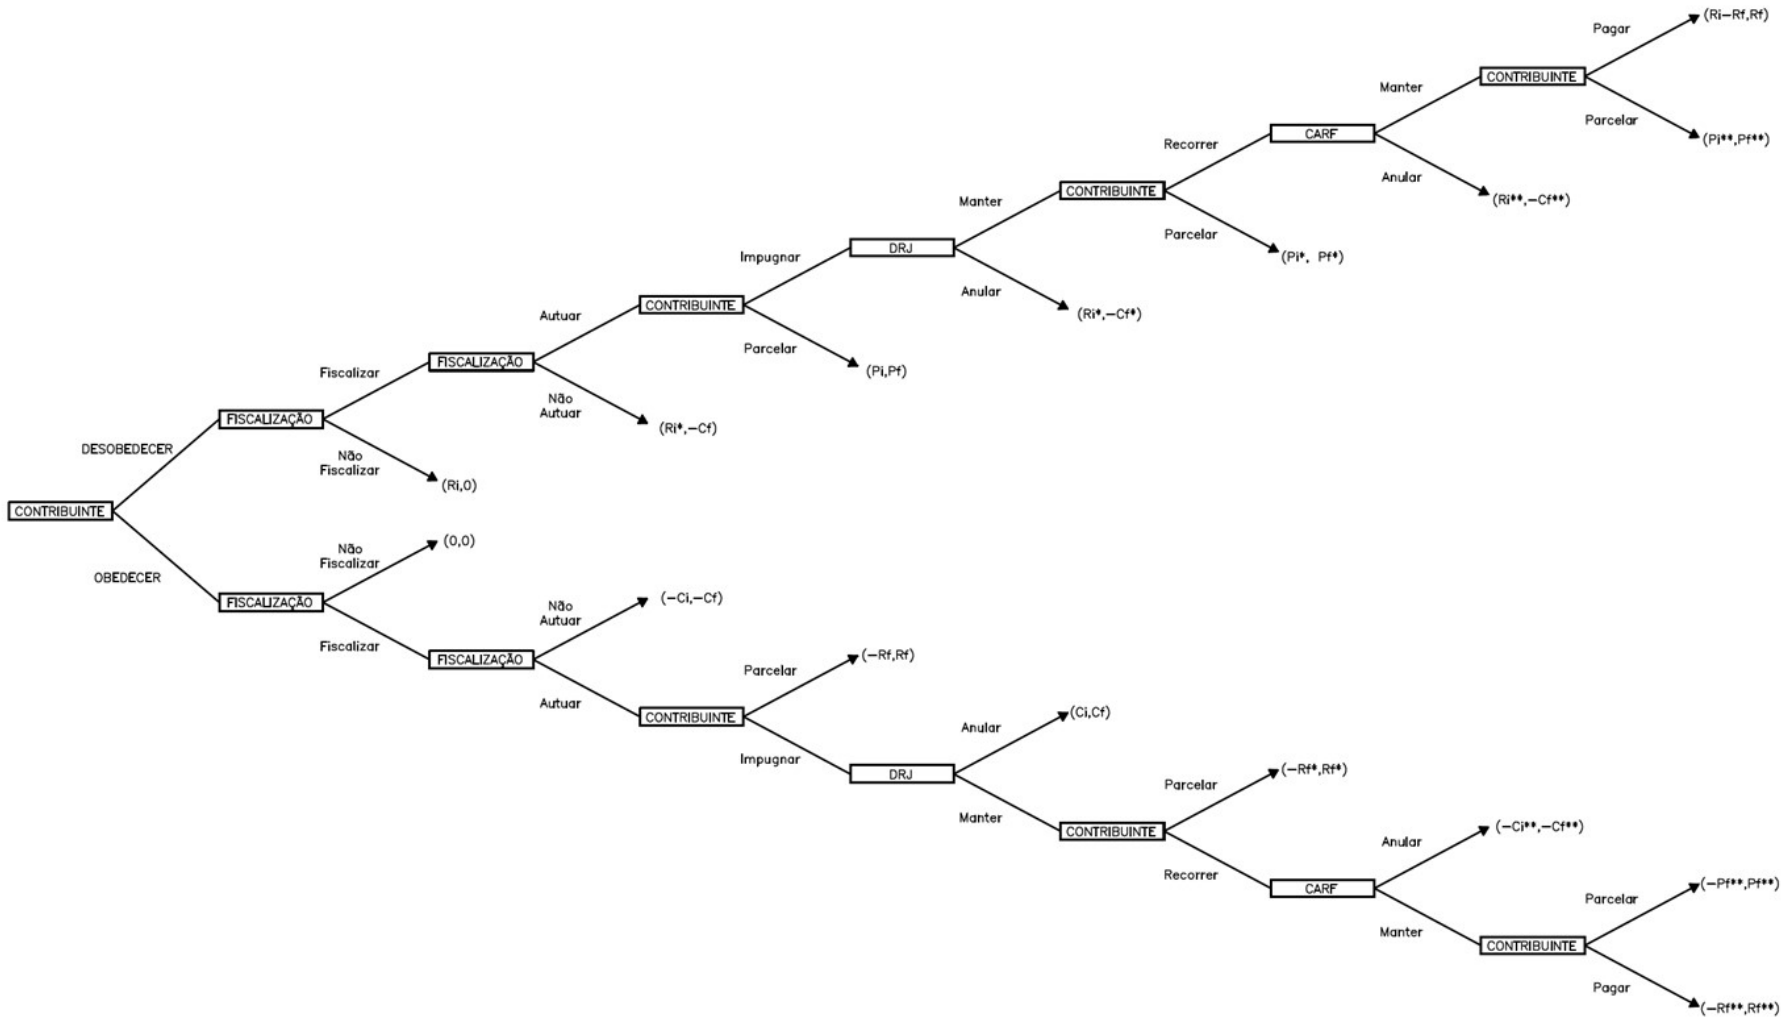 (Ri-Rf,Rf)
Pagar
CONTRIBUINTE
Manter
Parcelar
CARF
(Pi**,Pf**)
Recorrer
Anular
CONTRIBUINTE
Manter
(Ri**,-Cf**)
Parcelar
DRJ
Impugnar
(Pi*, Pf*)
Anular
CONTRIBUINTE
Autuar
(Ri*,-Cf*)
Parcelar
FISCALIZAÇÃO
Fiscalizar
(Pi,Pf)
Não
Autuar
FISCALIZAÇÃO
(Ri*,-Cf)
DESOBEDECER
Não
Fiscalizar
(Ri,0)
CONTRIBUINTE
(0,0)
Não
Fiscalizar
OBEDECER
FISCALIZAÇÃO
(-Ci,-Cf)
Não
Autuar
Fiscalizar
FISCALIZAÇÃO
(-Rf,Rf)
Parcelar
Autuar
CONTRIBUINTE
(Ci,Cf)
Anular
Impugnar
DRJ
(-Rf*,Rf*)
Parcelar
Manter
CONTRIBUINTE
(-Ci**,-Cf**)
Anular
Recorrer
CARF
(-Pf**,Pf**)
Parcelar
Manter
CONTRIBUINTE
Pagar
(-Rf**,Rf**)